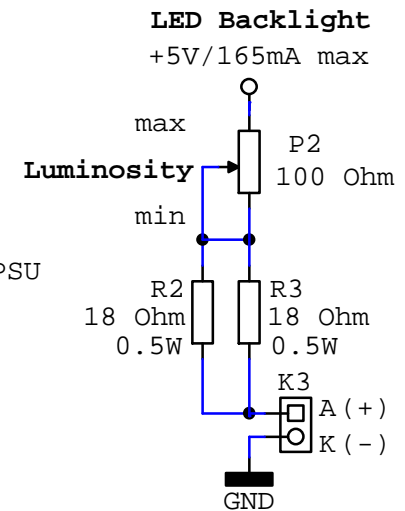 LED Backlight
+5V/165mA max
max
P2
Luminosity
100 Ohm
min
PSU
R2
R3
18 Ohm
18 Ohm
0.5W
0.5W
K3
A(+)
K(-)
GND